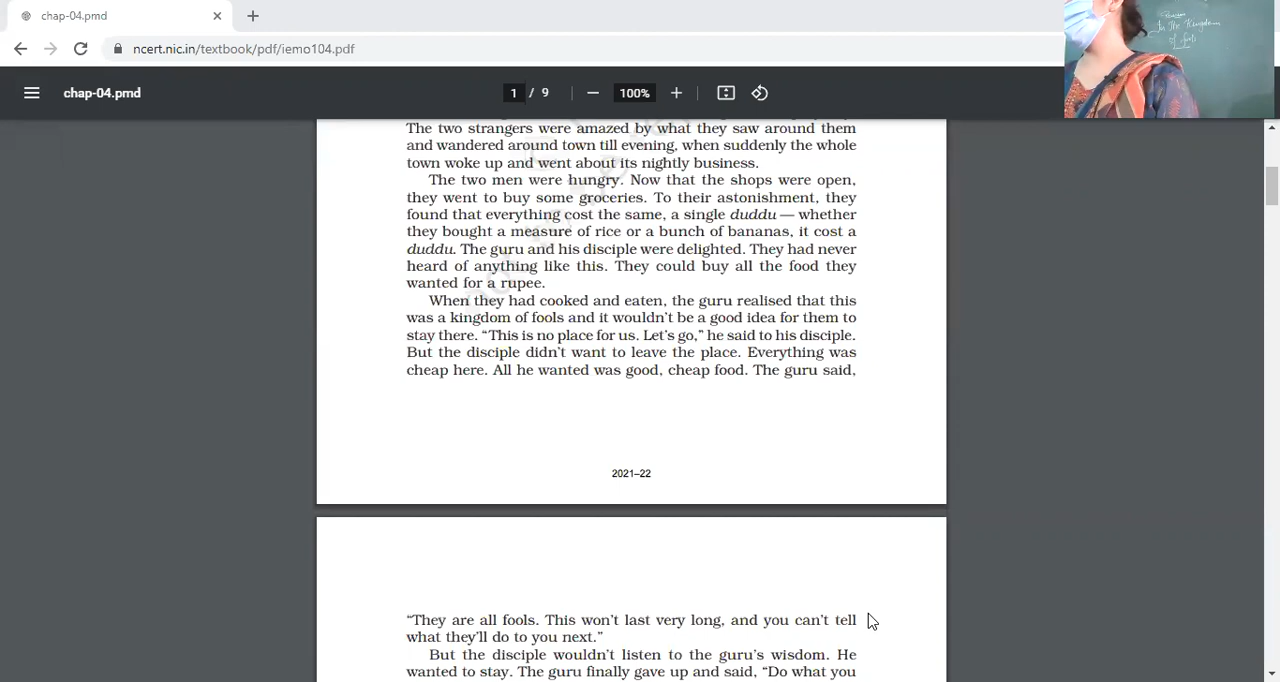 chap-04.pmd
ncert.nic.in/textbook/pdf/iemo104.pdf
In The Kingdom
of fools
chap-04.pmd
1 / 9
100%
The two strangers were amazed by what they saw around them
and wandered around town till evening, when suddenly the whole
town woke up and went about its nightly business.
The two men were hungry. Now that the shops were open,
they went to buy some groceries. To their astonishment, they
found that everything cost the same, a single duddu — whether
they bought a measure of rice or a bunch of bananas, it cost a
duddu. The guru and his disciple were delighted. They had never
heard of anything like this. They could buy all the food they
wanted for a rupee.
When they had cooked and eaten, the guru realised that this
was a kingdom of fools and it wouldn't be a good idea for them to
stay there. “This is no place for us. Let's go,” he said to his disciple.
But the disciple didn't want to leave the place. Everything was
cheap here. All he wanted was good, cheap food. The guru said,
2021–22
“They are all fools. This won't last very long, and you can't tell
what they'll do to you next.”
But the disciple wouldn't listen to the guru's wisdom. He
wanted to stay. The guru finally gave up and said, “Do what you